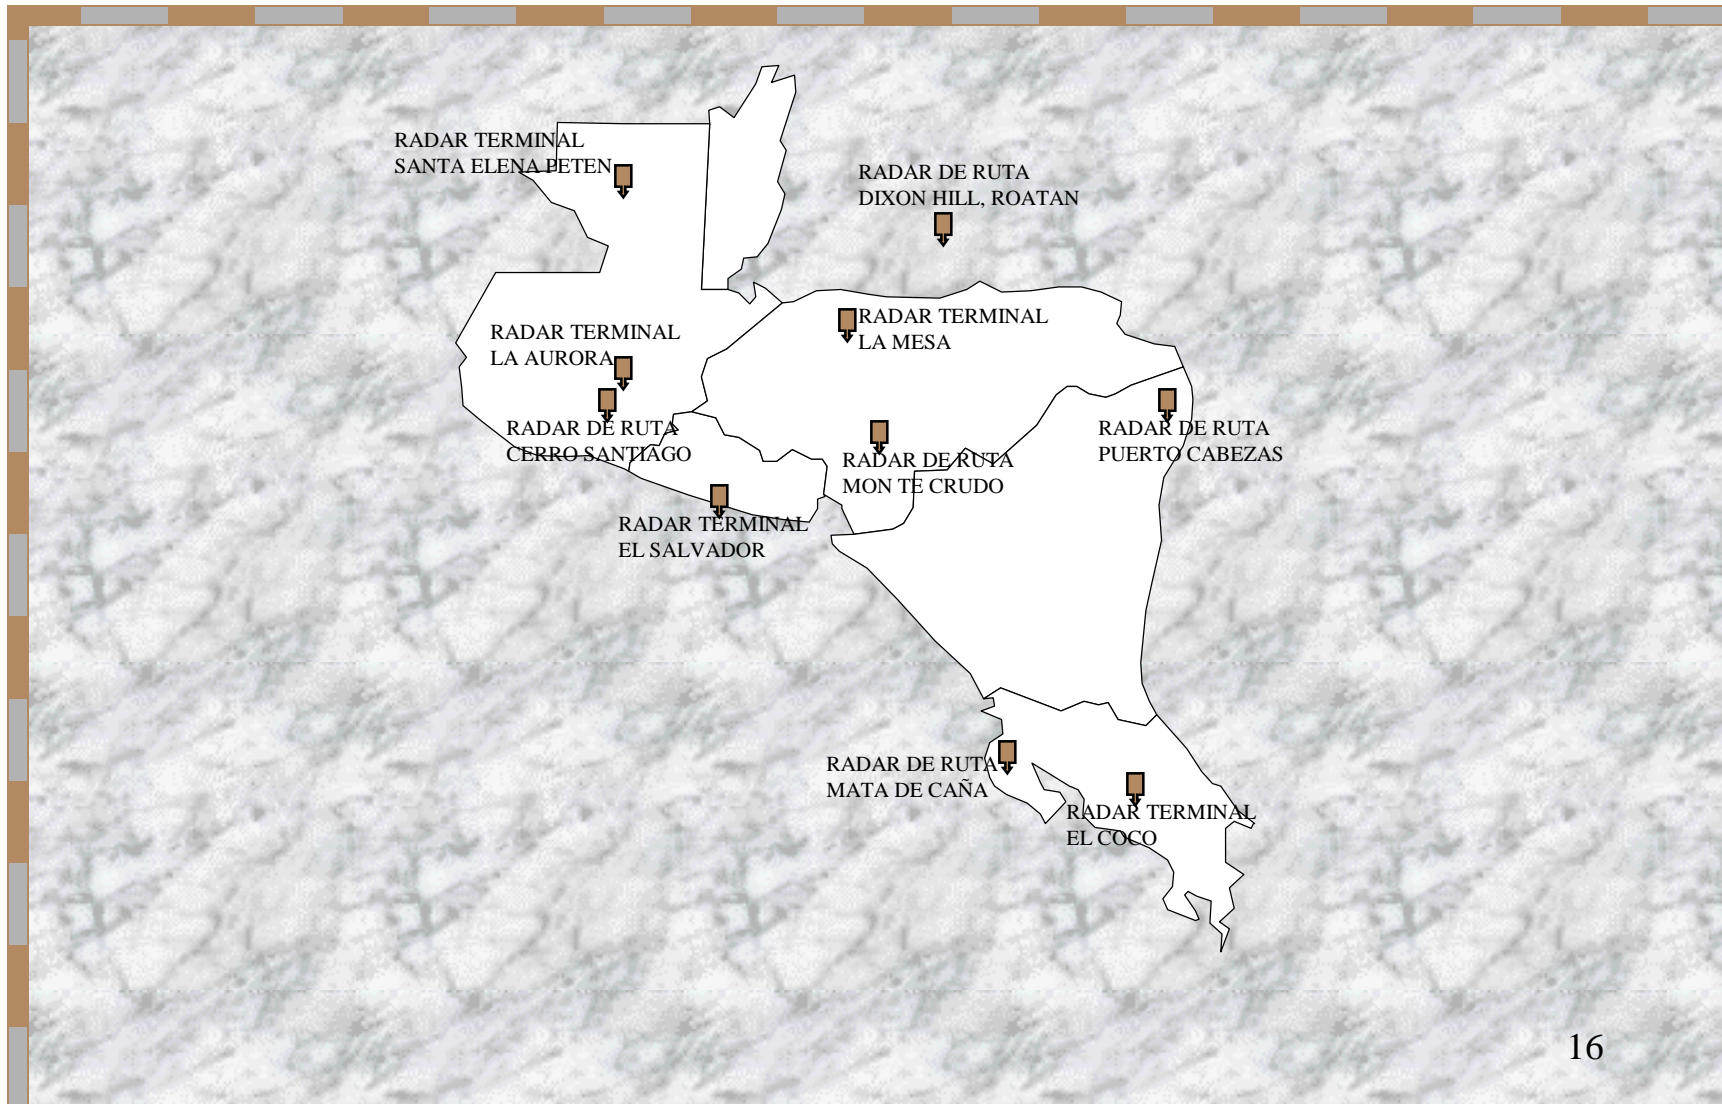 RADAR TERMINAL
SANTA ELENA PETEN
RADAR DE RUTA
DIXON HILL, ROATAN
RADAR TERMINAL
LA MESA
RADAR TERMINAL
LA AURORA
RADAR DE RUTA
CERRO SANTIAGO
RADAR DE RUTA
PUERTO CABEZAS
RADAR DE RUTA
MON TE CRUDO
RADAR TERMINAL
EL SALVADOR
RADAR DE RUTA
MATA DE CAÑA
RADAR TERMINAL
EL COCO
16